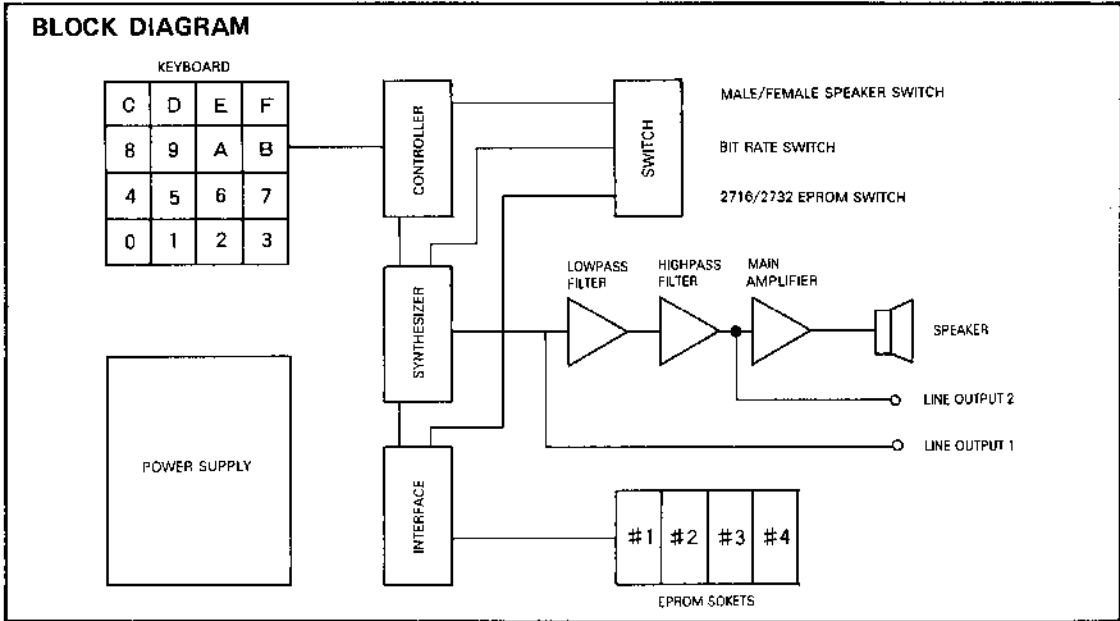 BLOCK DIAGRAM
KEYBOARD
C D E F
8 9 A B
4 5 6 7
0 1 2 3
CONTROLLER
SWITCH
MALE/FEMALE SPEAKER SWITCH
BIT RATE SWITCH
2716/2732 EPROM SWITCH
SYNTHESIZER
LOWPASS
FILTER
HIGHPASS
FILTER
MAIN
AMPLIFIER
SPEAKER
LINE OUTPUT 2
LINE OUTPUT 1
POWER SUPPLY
INTERFACE
#1 #2 #3 #4
EPROM SOKETS